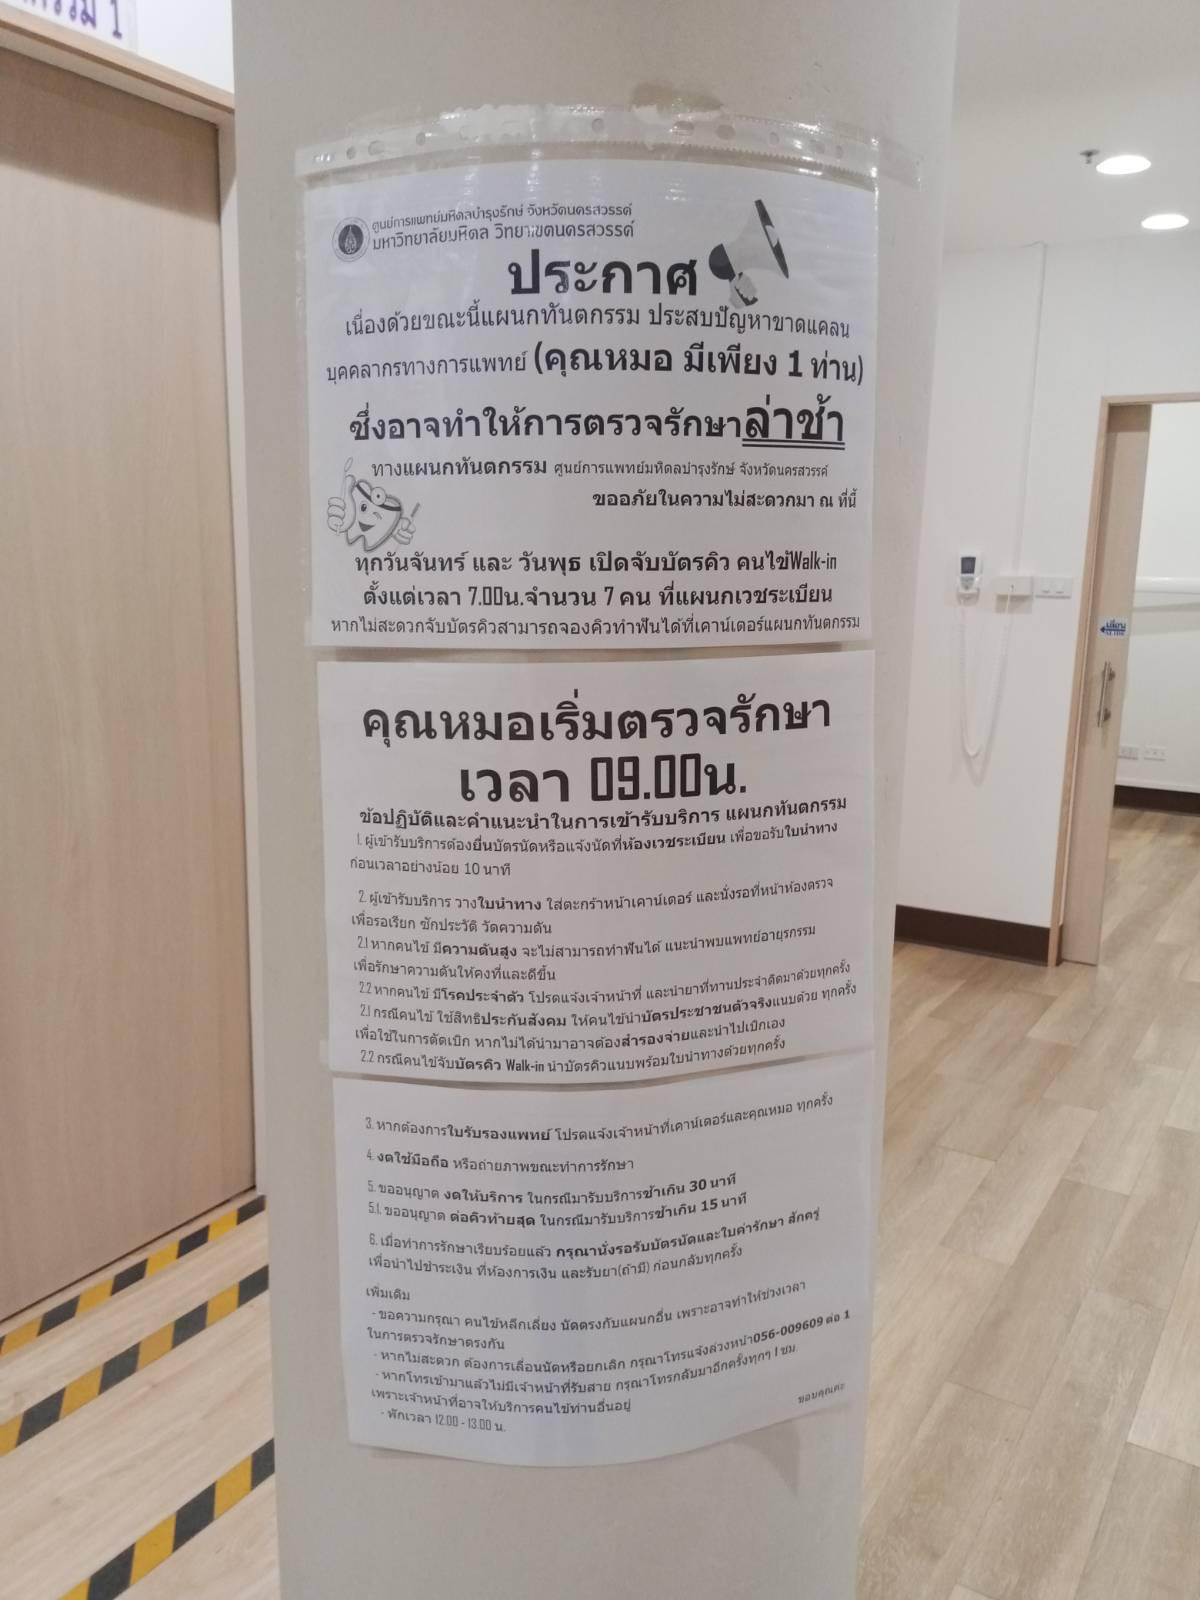 กรรม 1
ศูนย์การแพทย์มหิดลบำรุงรักษ์ จังหวัดนครสวรรค์
มหาวิทยาลัยมหิดล วิทยาเขตนครสวรรค์
ประกาศ
เนื่องด้วยขณะนี้แผนกทันตกรรม ประสบปัญหาขาดแคลน
บุคคลากรทางการแพทย์ (คุณหมอ มีเพียง 1 ท่าน)
ซึ่งอาจทำให้การตรวจรักษาล่าช้า
ทางแผนกทันตกรรม ศูนย์การแพทย์มหิดลบำรุงรักษ์ จังหวัดนครสวรรค์
ขออภัยในความไม่สะดวกมา ณ ที่นี้
ทุกวันจันทร์ และ วันพุธ เปิดจับบัตรคิว คนไข้Walk-in
ตั้งแต่เวลา 7.00น.จำนวน 7 คน ที่แผนกเวชระเบียน
หากไม่สะดวกจับบัตรคิวสามารถจองคิวทำฟันได้ที่เคาน์เตอร์แผนกทันตกรรม
คุณหมอเริ่มตรวจรักษา
เวลา 09.00น.
ข้อปฏิบัติและคำแนะนำในการเข้ารับบริการ แผนกทันตกรรม
1. ผู้เข้ารับบริการต้องยื่นบัตรนัดหรือแจ้งนัดที่ห้องเวชระเบียน เพื่อขอรับใบนำทาง
ก่อนเวลาอย่างน้อย 10 นาที
2. ผู้เข้ารับบริการ วางใบนำทาง ใส่ตะกร้าหน้าเคาน์เตอร์ และนั่งรอที่หน้าห้องตรวจ
เพื่อรอเรียก ซักประวัติ วัดความดัน
2.1 หากคนไข้ มีความดันสูง จะไม่สามารถทำฟันได้ แนะนำพบแพทย์อายุรกรรม
เพื่อรักษาความดันให้คงที่และดีขึ้น
2.2 หากคนไข้ มีโรคประจำตัว โปรดแจ้งเจ้าหน้าที่ และนำยาที่ทานประจำติดมาด้วยทุกครั้ง
2.1 กรณีคนไข้ ใช้สิทธิประกันสังคม ให้คนไข้นำบัตรประชาชนตัวจริงแนบด้วย ทุกครั้ง
เพื่อใช้ในการตัดเบิก หากไม่ได้นำมาอาจต้องสำรองจ่ายและนำไปเบิกเอง
2.2 กรณีคนไข้จับบัตรคิว Walk-in นำบัตรคิวแนบพร้อมใบนำทางด้วยทุกครั้ง
3. หากต้องการใบรับรองแพทย์ โปรดแจ้งเจ้าหน้าที่เคาน์เตอร์และคุณหมอ ทุกครั้ง
4. งดใช้มือถือ หรือถ่ายภาพขณะทำการรักษา
5. ขออนุญาต งดให้บริการ ในกรณีมารับบริการช้าเกิน 30 นาที
5.1. ขออนุญาต ต่อคิวท้ายสุด ในกรณีมารับบริการช้าเกิน 15 นาที
6. เมื่อทำการรักษาเรียบร้อยแล้ว กรุณานั่งรอรับบัตรนัดและใบค่ารักษา สักครู่
เพื่อนำไปชำระเงิน ที่ห้องการเงิน และรับยา(ถ้ามี) ก่อนกลับทุกครั้ง
เพิ่มเติม
- ขอความกรุณา คนไข้หลีกเลี่ยง นัดตรงกับแผนกอื่น เพราะอาจทำให้ช่วงเวลา
ในการตรวจรักษาตรงกัน
- หากไม่สะดวก ต้องการเลื่อนนัดหรือยกเลิก กรุณาโทรแจ้งล่วงหน้า056-009609 ต่อ 1
- หากโทรเข้ามาแล้วไม่มีเจ้าหน้าที่รับสาย กรุณาโทรกลับมาอีกครั้งทุกๆ 1 ชม.
เพราะเจ้าหน้าที่อาจให้บริการคนไข้ท่านอื่นอยู่
- พักเวลา 12.00 - 13.00 น.
ขอบคุณค่ะ
เลื่อน
SLIDE